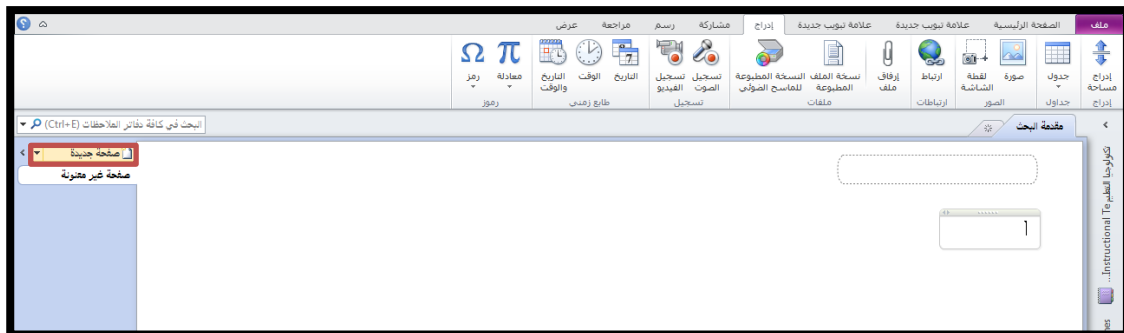 ملف الصفحة الرئيسية علامة تبويب جديدة علامة تبويب جديدة إدراج مشاركة رسم مراجعة عرض
إدراج مساحة
جدول
صورة
لقطة الشاشة
ارتباط
إرفاق ملف
نسخة الملف المطبوعة
النسخة المطبوعة للماسح الضوئي
تسجيل الصوت
تسجيل الفيديو
التاريخ
الوقت
التاريخ والوقت
معادلة
رمز
إدراج جداول الصور ارتباطات ملفات تسجيل طابع زمني رموز
مقدمة البحث
البحث في كافة دفاتر الملاحظات (Ctrl+E)
صفحة جديدة
صفحة غير معنونة
أ
تكولوجيا التعليم Instructional Te...